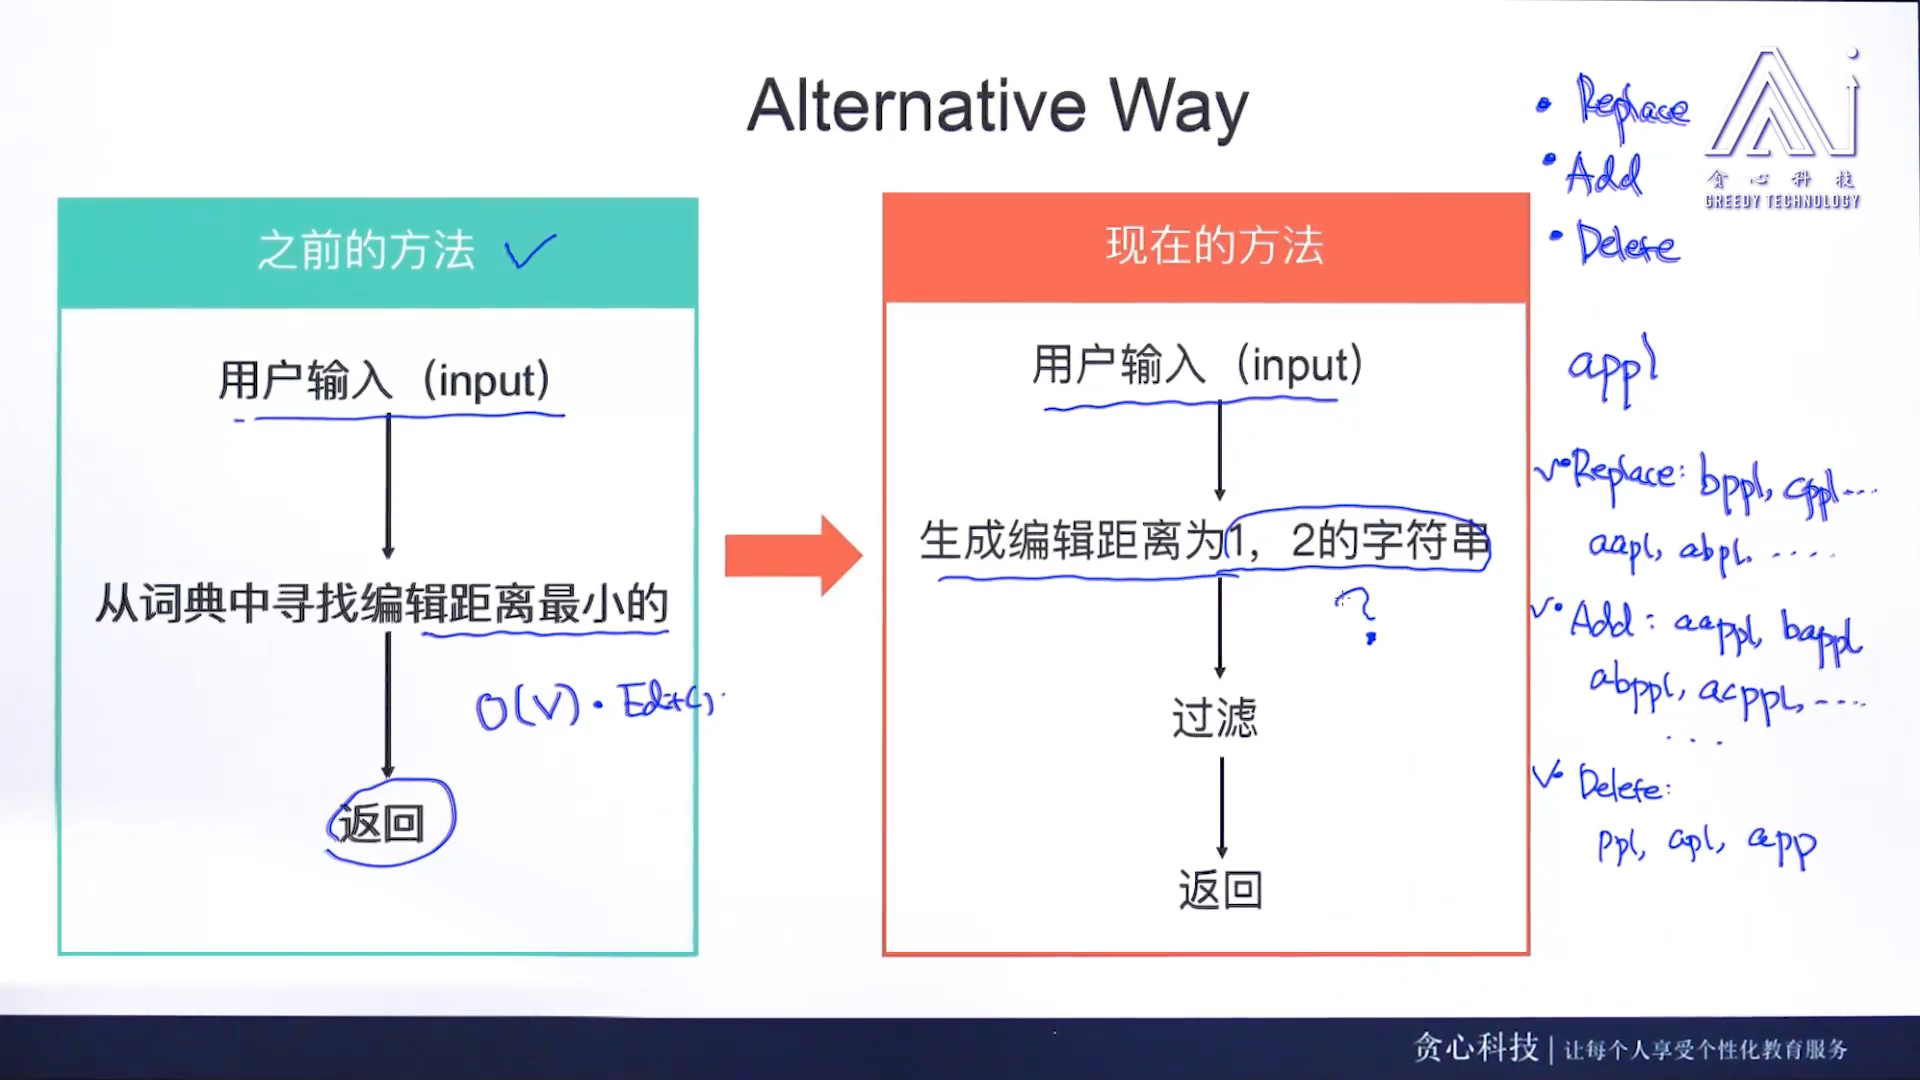 Alternative Way
之前的方法
用户输入（input）
从词典中寻找编辑距离最小的
O(V) · Edit()
返回
现在的方法
用户输入（input）
生成编辑距离为1，2的字符串
?
过滤
返回
• Replace
• Add
• Delete
贪心科技
GREEDY TECHNOLOGY
appl
• Replace: bppl, cppl ...
aapl, abpl. ....
• Add: aappl, bappl,
abppl, acppl, ....
...
• Delete:
ppl, apl, app
贪心科技 | 让每个人享受个性化教育服务